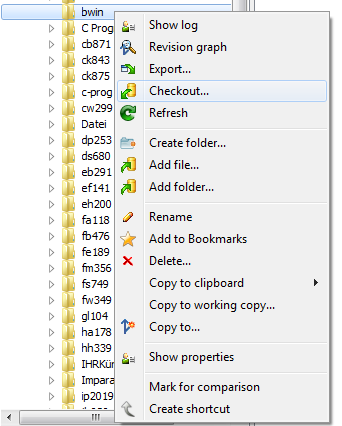 bwin
C Prog
cb871
ck843
ck875
c-prog
cw299
Datei
dp253
ds680
eb291
ef141
eh200
fa118
fb476
fe189
fm356
fs749
fw349
gl104
ha178
hh339
IHRKür
Impara
ip2019
Show log
Revision graph
Export...
Checkout...
Refresh
Create folder...
Add file...
Add folder...
Rename
Add to Bookmarks
Delete...
Copy to clipboard
Copy to working copy...
Copy to...
Show properties
Mark for comparison
Create shortcut